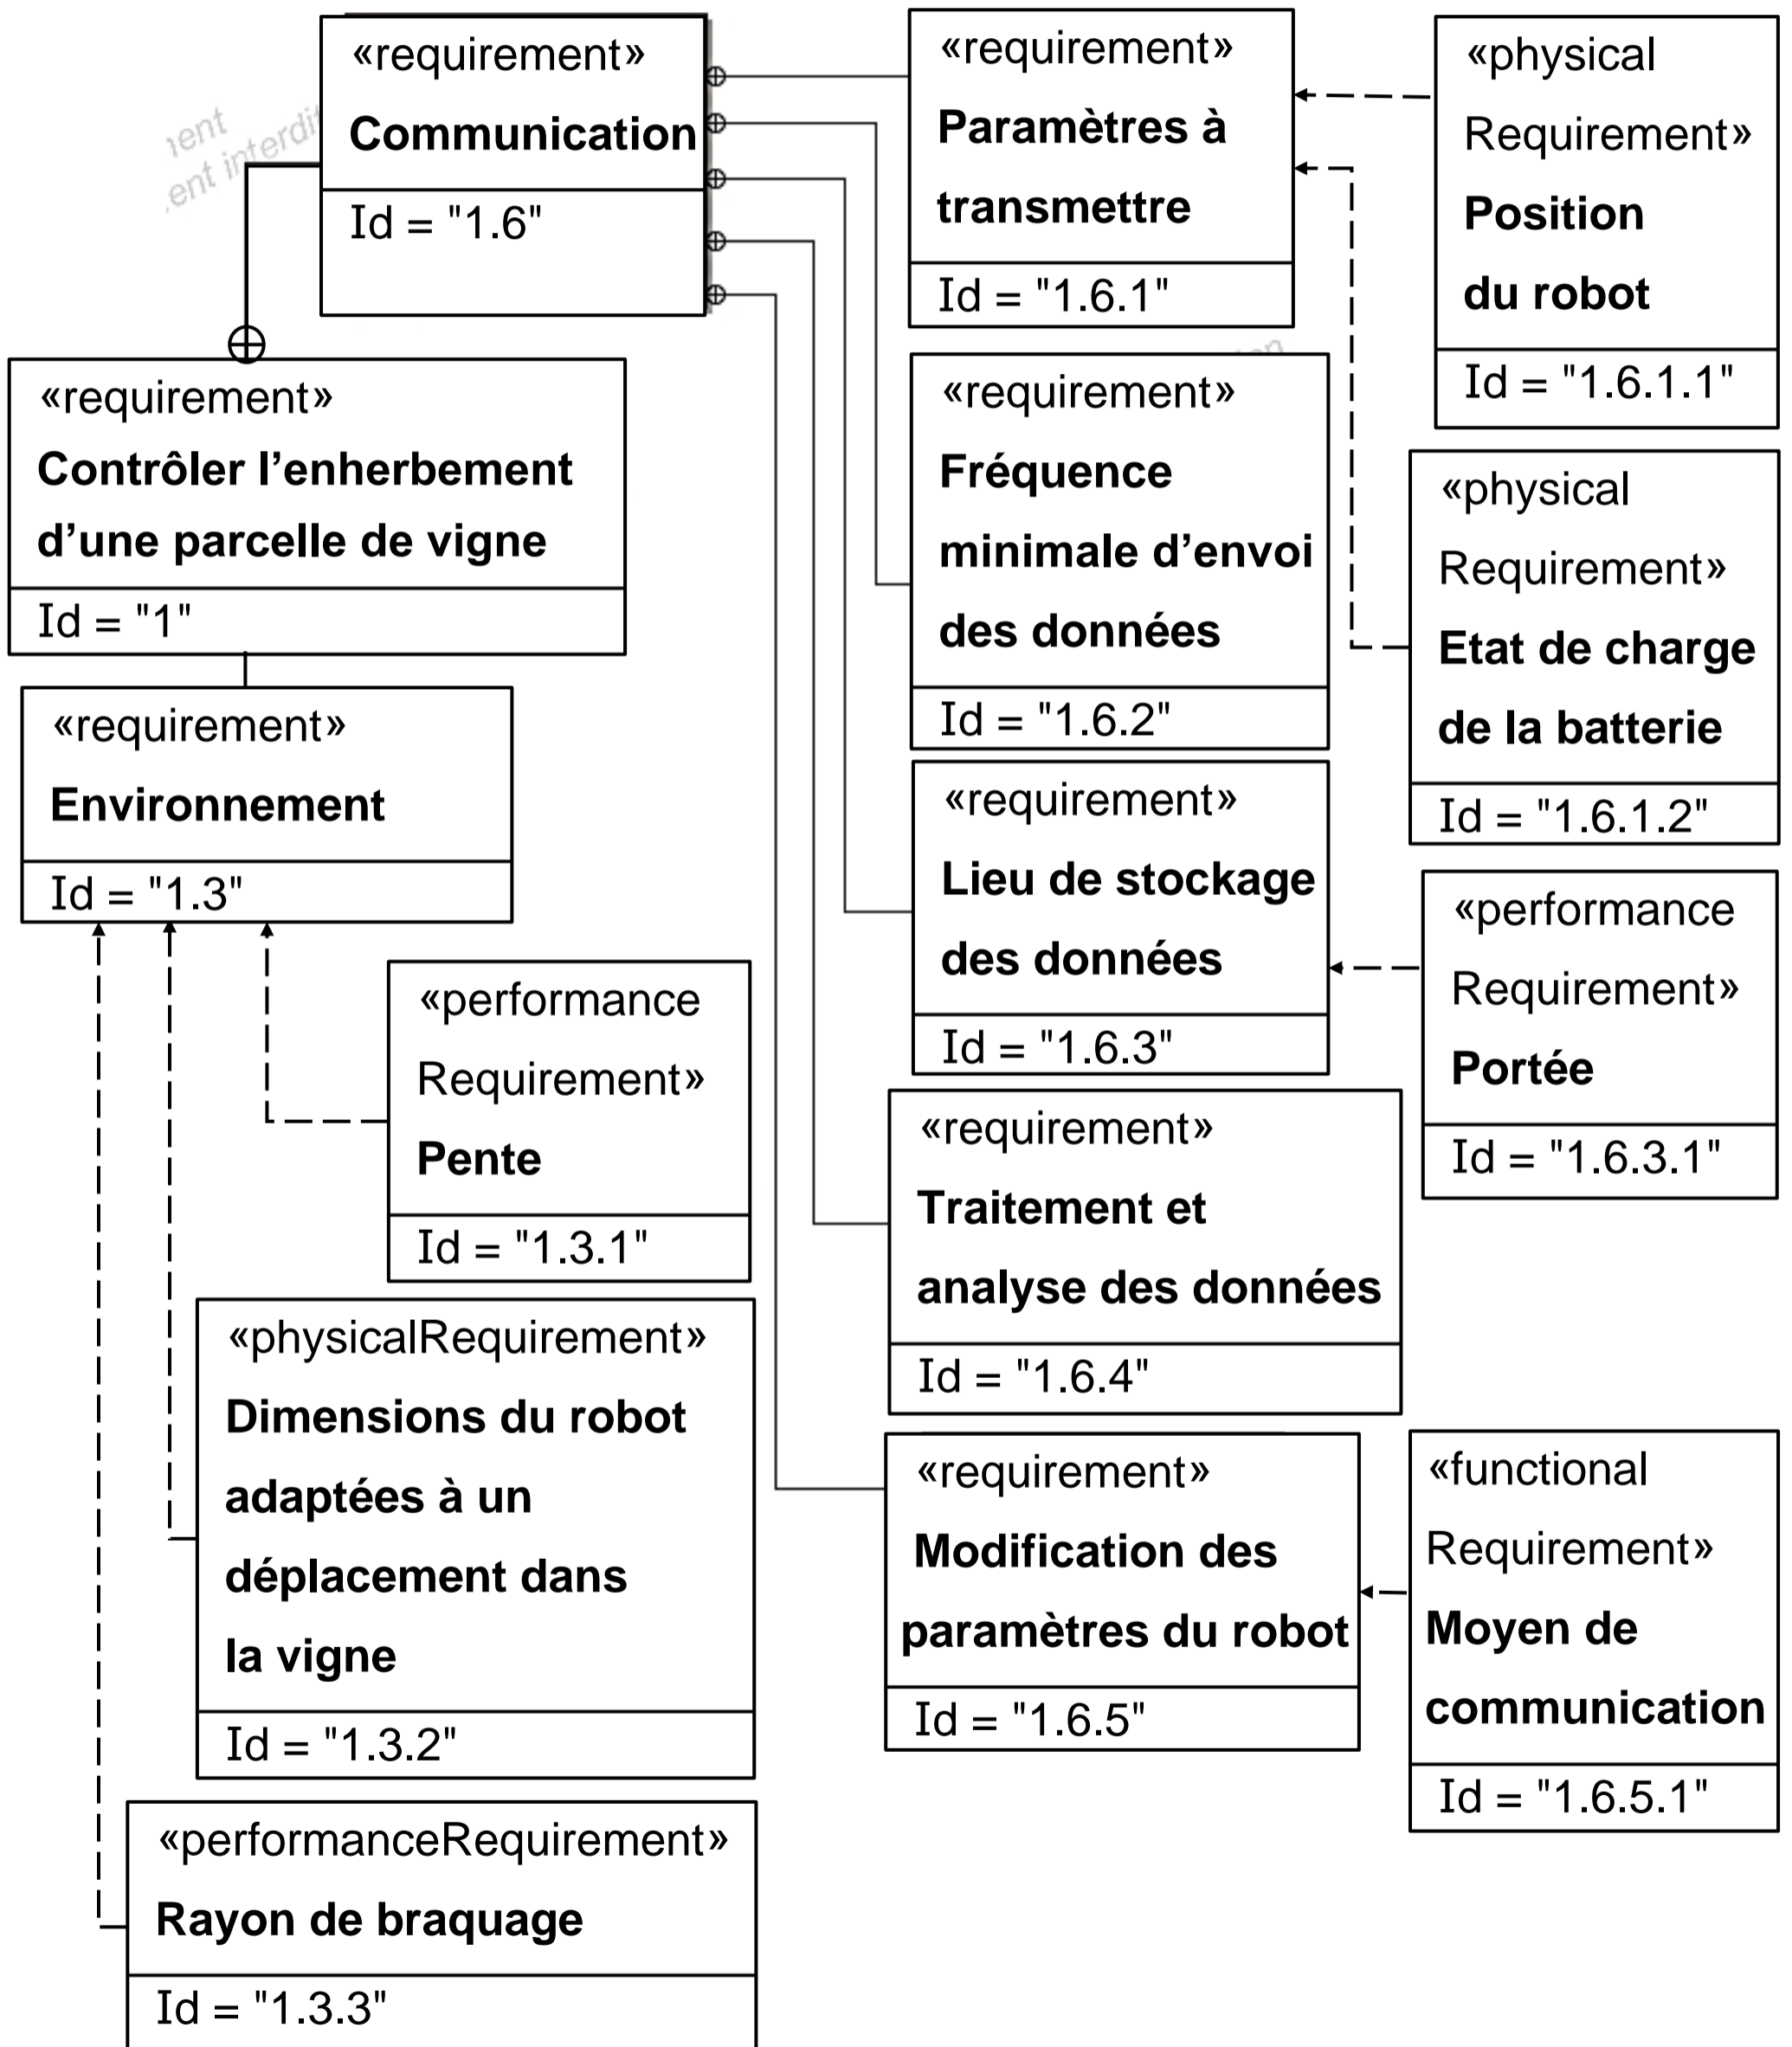 «requirement»
Communication
Id = "1.6"
«requirement»
Contrôler l’enherbement
d’une parcelle de vigne
Id = "1"
«requirement»
Environnement
Id = "1.3"
«performance
Requirement»
Pente
Id = "1.3.1"
«physicalRequirement»
Dimensions du robot
adaptées à un
déplacement dans
la vigne
Id = "1.3.2"
«performanceRequirement»
Rayon de braquage
Id = "1.3.3"
«requirement»
Paramètres à
transmettre
Id = "1.6.1"
«requirement»
Fréquence
minimale d’envoi
des données
Id = "1.6.2"
«requirement»
Lieu de stockage
des données
Id = "1.6.3"
«requirement»
Traitement et
analyse des données
Id = "1.6.4"
«requirement»
Modification des
paramètres du robot
Id = "1.6.5"
«physical
Requirement»
Position
du robot
Id = "1.6.1.1"
«physical
Requirement»
Etat de charge
de la batterie
Id = "1.6.1.2"
«performance
Requirement»
Portée
Id = "1.6.3.1"
«functional
Requirement»
Moyen de
communication
Id = "1.6.5.1"